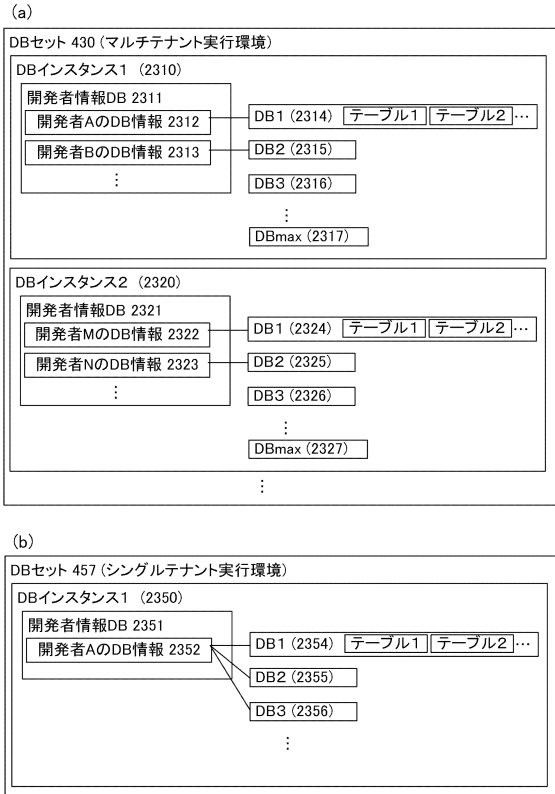 (a)
DBセット 430 (マルチテナント実行環境)
DBインスタンス1 (2310)
開発者情報DB 2311
開発者AのDB情報 2312
DB1 (2314) テーブル1 テーブル2 …
開発者BのDB情報 2313
DB2 (2315)
⋮
DB3 (2316)
⋮
DBmax (2317)
DBインスタンス2 (2320)
開発者情報DB 2321
開発者MのDB情報 2322
DB1 (2324) テーブル1 テーブル2 …
開発者NのDB情報 2323
DB2 (2325)
⋮
DB3 (2326)
⋮
DBmax (2327)
⋮
(b)
DBセット 457 (シングルテナント実行環境)
DBインスタンス1 (2350)
開発者情報DB 2351
開発者AのDB情報 2352
DB1 (2354) テーブル1 テーブル2 …
DB2 (2355)
DB3 (2356)
⋮